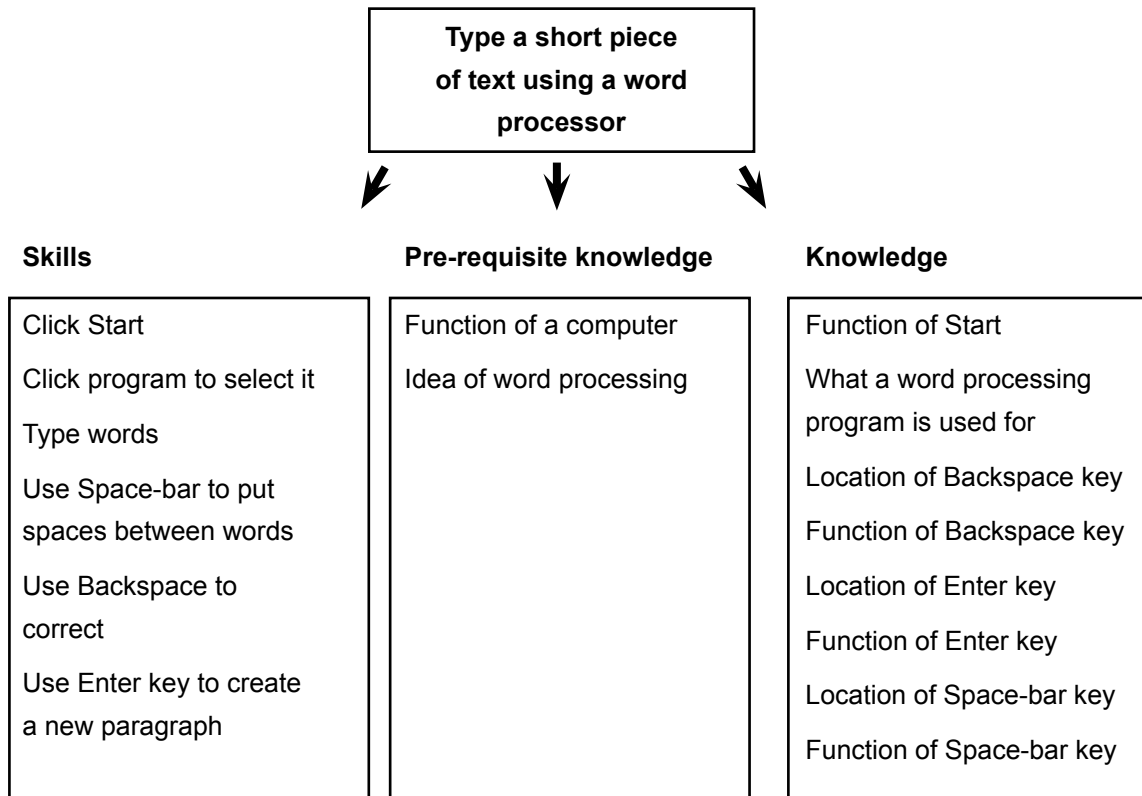 Type a short piece
of text using a word
processor
Skills
Click Start
Click program to select it
Type words
Use Space-bar to put
spaces between words
Use Backspace to
correct
Use Enter key to create
a new paragraph
Pre-requisite knowledge
Function of a computer
Idea of word processing
Knowledge
Function of Start
What a word processing
program is used for
Location of Backspace key
Function of Backspace key
Location of Enter key
Function of Enter key
Location of Space-bar key
Function of Space-bar key